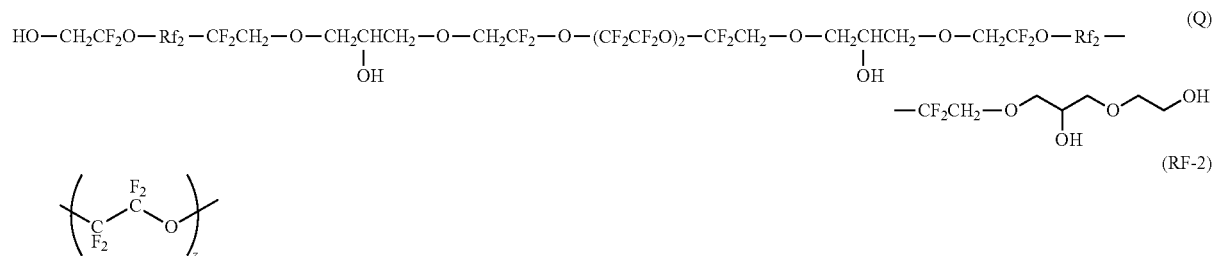 (Q)
HO—CH₂CF₂O—Rf₂—CF₂CH₂—O—CH₂CHCH₂—O—CH₂CF₂—O—(CF₂CF₂O)₂—CF₂CH₂—O—CH₂CHCH₂—O—CH₂CF₂O—Rf₂—
OH OH
—CF₂CH₂—O O OH
OH
(RF-2)
F₂
C
C O
F₂